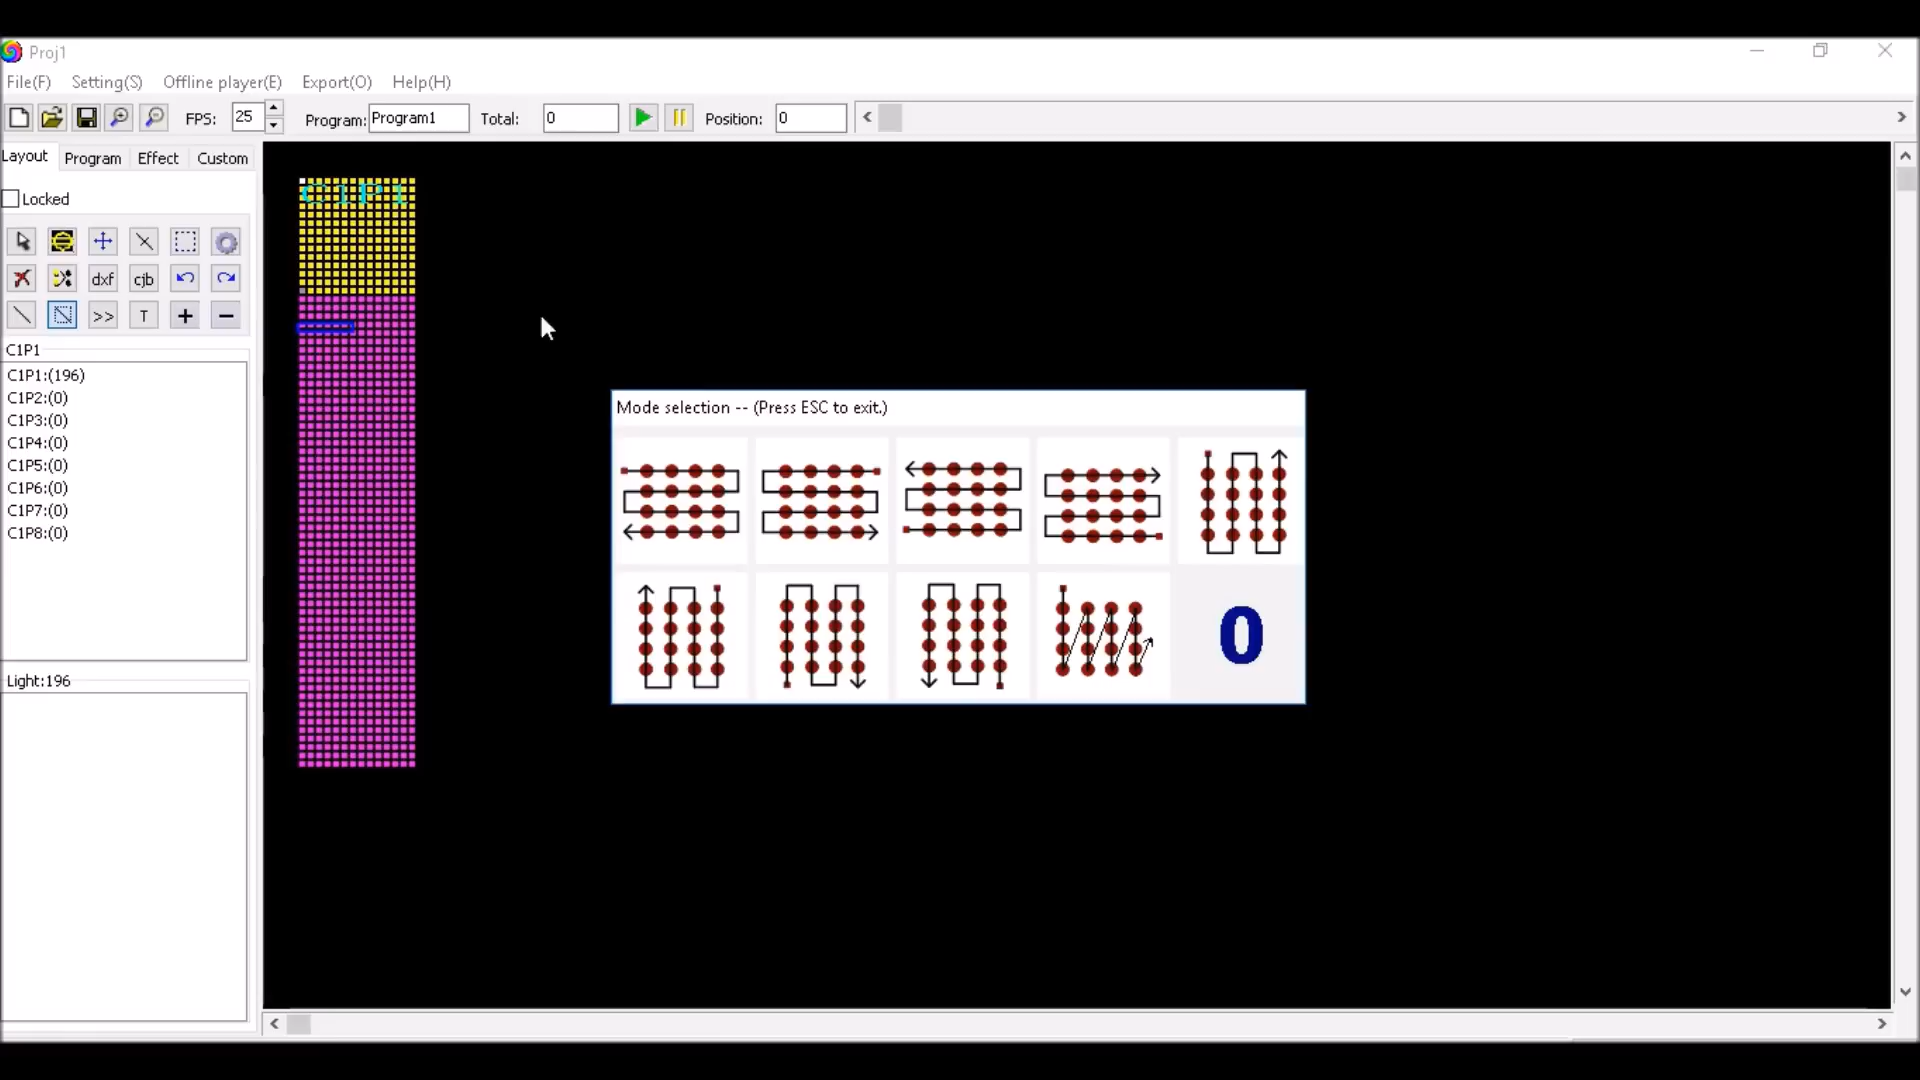 Proj1
File(F) Setting(S) Offline player(E) Export(O) Help(H)
FPS: 25 Program: Program1 Total: 0 Position: 0
Layout Program Effect Custom
Locked
dxf cjb
>> T + −
C1P1
C1P1:(196)
C1P2:(0)
C1P3:(0)
C1P4:(0)
C1P5:(0)
C1P6:(0)
C1P7:(0)
C1P8:(0)
Light:196
C1P1
Mode selection -- (Press ESC to exit.)
0